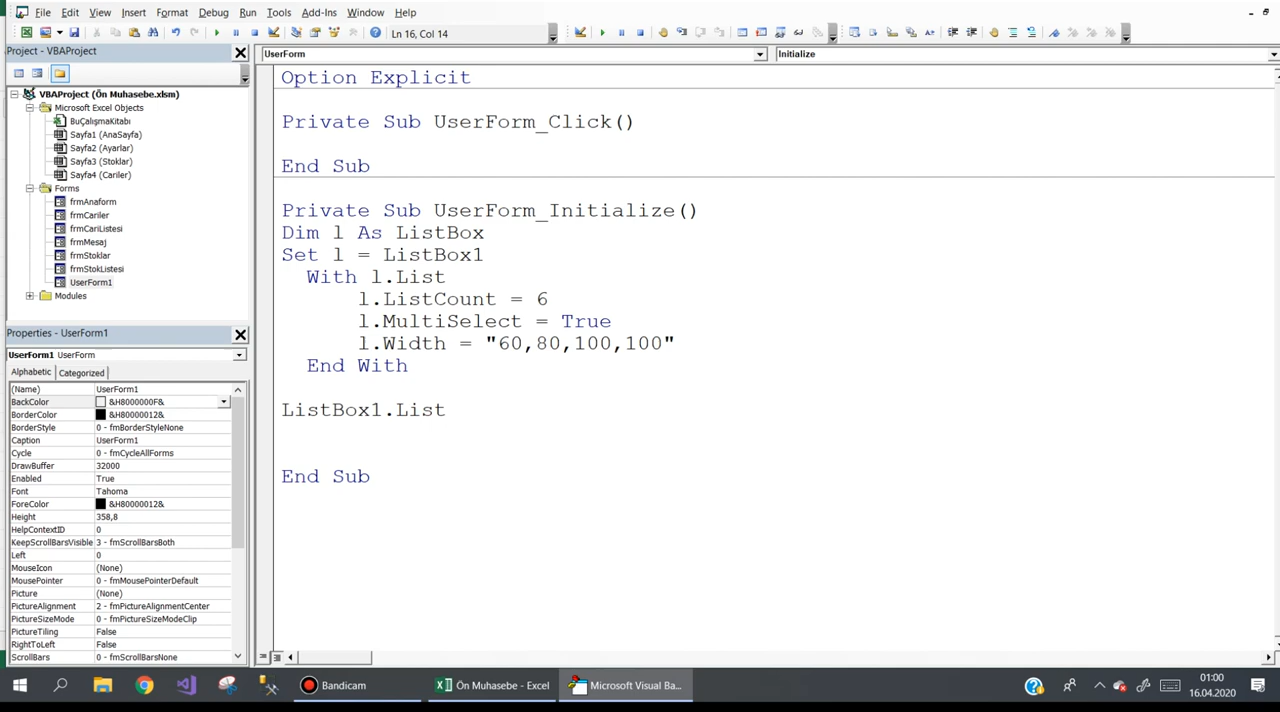 File Edit View Insert Format Debug Run Tools Add-Ins Window Help
Ln 16, Col 14
Project - VBAProject
UserForm
Initialize
VBAProject (Ön Muhasebe.xlsm)
Microsoft Excel Objects
BuÇalışmaKitabı
Sayfa1 (AnaSayfa)
Sayfa2 (Ayarlar)
Sayfa3 (Stoklar)
Sayfa4 (Cariler)
Forms
frmAnaform
frmCariler
frmCariListesi
frmMesaj
frmStoklar
frmStokListesi
UserForm1
Modules
Properties - UserForm1
UserForm1 UserForm
Alphabetic Categorized
(Name) UserForm1
BackColor &H8000000F&
BorderColor &H80000012&
BorderStyle 0 - fmBorderStyleNone
Caption UserForm1
Cycle 0 - fmCycleAllForms
DrawBuffer 32000
Enabled True
Font Tahoma
ForeColor &H80000012&
Height 358,8
HelpContextID 0
KeepScrollBarsVisible 3 - fmScrollBarsBoth
Left 0
MouseIcon (None)
MousePointer 0 - fmMousePointerDefault
Picture (None)
PictureAlignment 2 - fmPictureAlignmentCenter
PictureSizeMode 0 - fmPictureSizeModeClip
PictureTiling False
RightToLeft False
ScrollBars 0 - fmScrollBarsNone
Option Explicit
Private Sub UserForm_Click()
End Sub
Private Sub UserForm_Initialize()
Dim l As ListBox
Set l = ListBox1
With l.List
l.ListCount = 6
l.MultiSelect = True
l.Width = "60,80,100,100"
End With
ListBox1.List
End Sub
Bandicam
Ön Muhasebe - Excel
Microsoft Visual Ba...
01:00
16.04.2020